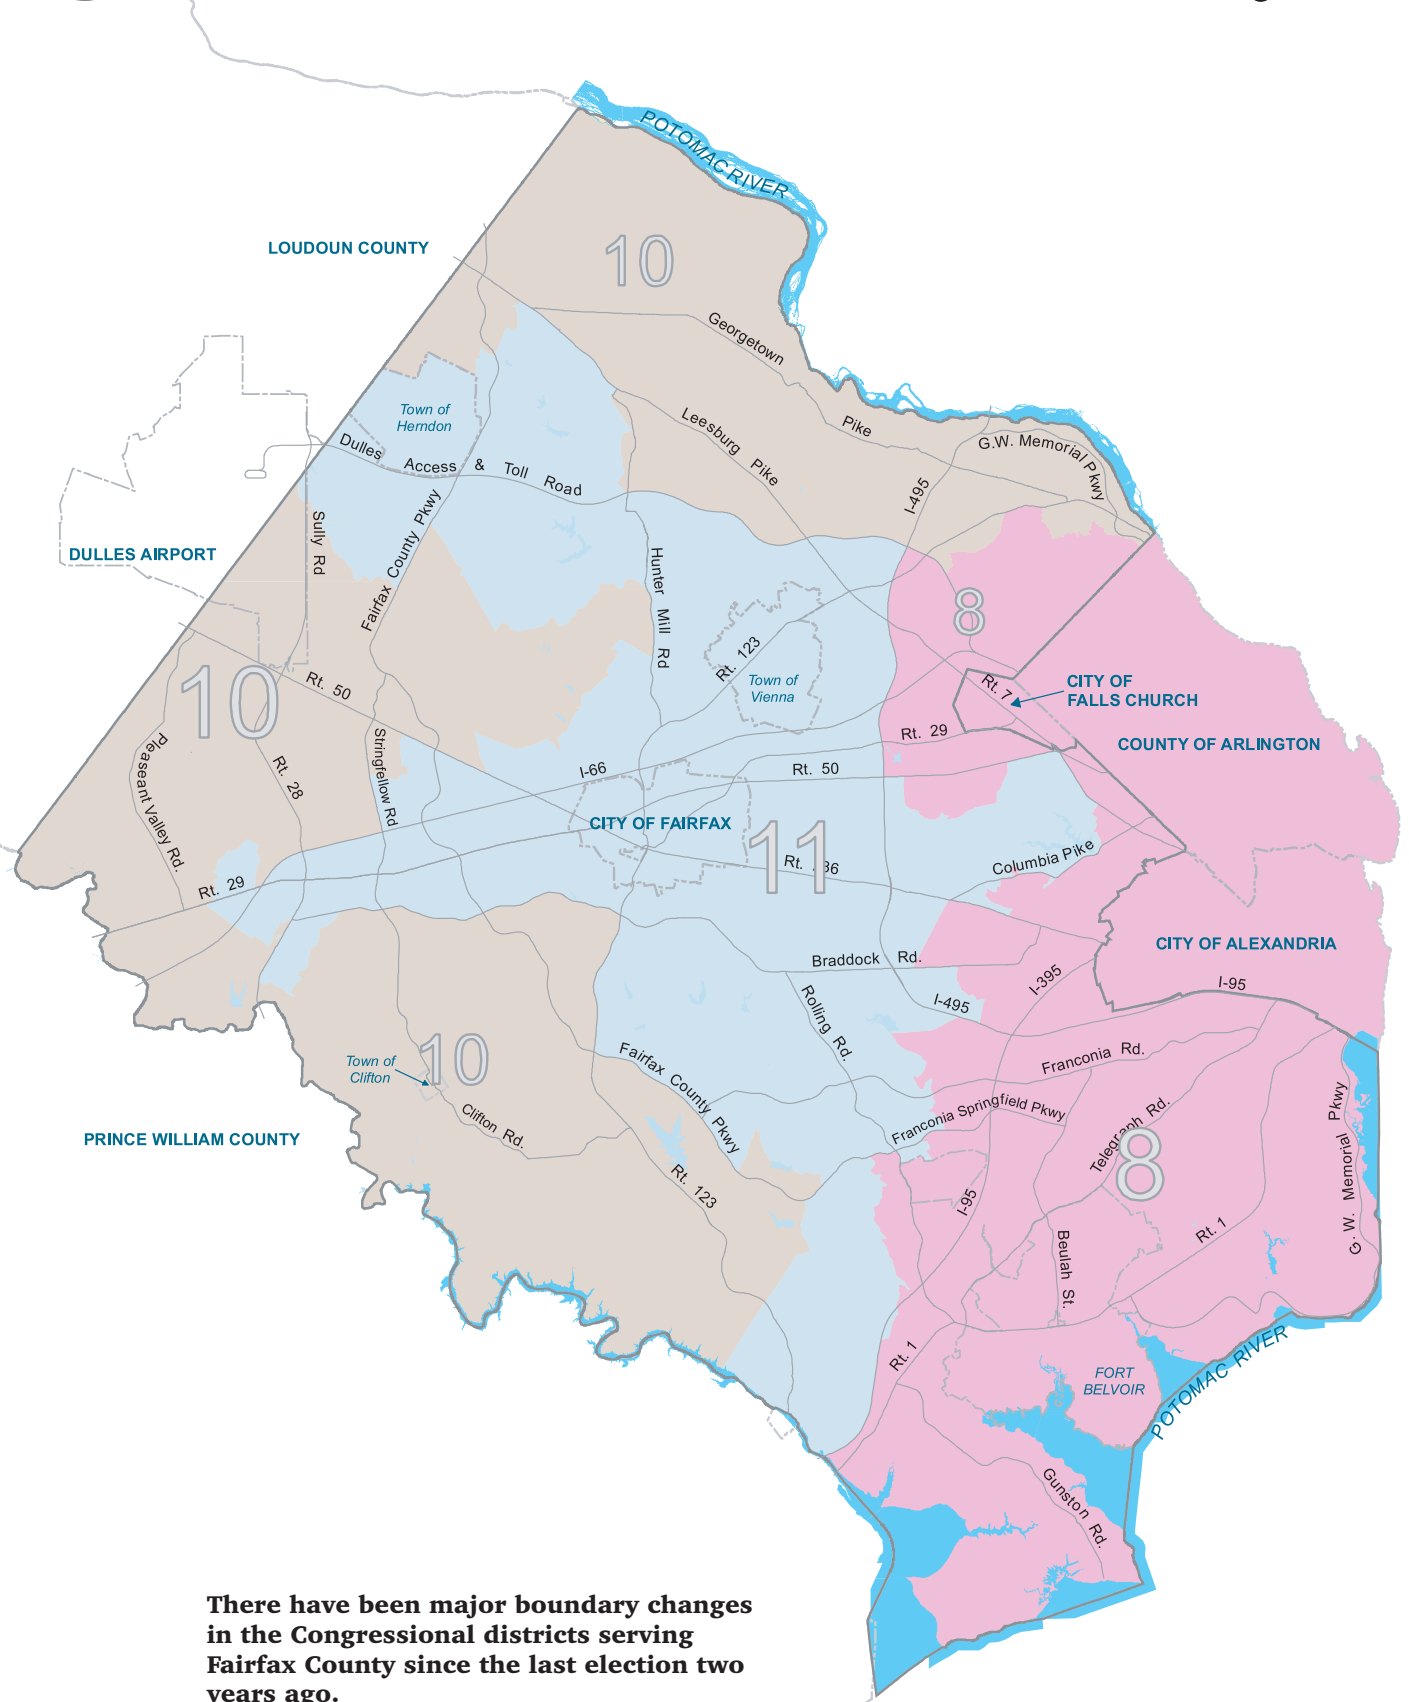 POTOMAC RIVER
LOUDOUN COUNTY
10
Georgetown
Pike
Leesburg Pike
G.W. Memorial Pkwy
Town of
Herndon
Dulles Access & Toll Road
I-495
Sully Rd
Fairfax County Pkwy
DULLES AIRPORT
Hunter Mill Rd
8
Rt. 123
Town of
Vienna
10
Rt. 50
CITY OF
FALLS CHURCH
Rt. 7
Rt. 29
COUNTY OF ARLINGTON
Pleaseant Valley Rd.
Rt. 28
Stringfellow Rd
I-66
Rt. 50
CITY OF FAIRFAX
11
Rt. 29
Columbia Pike
CITY OF ALEXANDRIA
Braddock Rd.
I-395
I-95
I-495
Rolling Rd.
10
Town of
Clifton
Fairfax County Pkwy
Franconia Rd.
Clifton Rd.
Franconia Springfield Pkwy
PRINCE WILLIAM COUNTY
Telegraph Rd.
8
G. W. Memorial Pkwy
Rt. 123
I-95
Rt. 1
Beulah St.
Rt. 1
FORT
BELVOIR
POTOMAC RIVER
Gunston Rd.
There have been major boundary changes
in the Congressional districts serving
Fairfax County since the last election two
years ago.